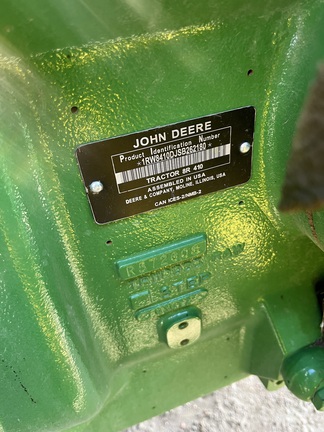 JOHN DEERE
Product Identification Number
*1RW8410DJSB262180*
TRACTOR 8R 410
ASSEMBLED IN USA
DEERE & COMPANY, MOLINE, ILLINOIS, USA
CAN ICES-2/NMB-2